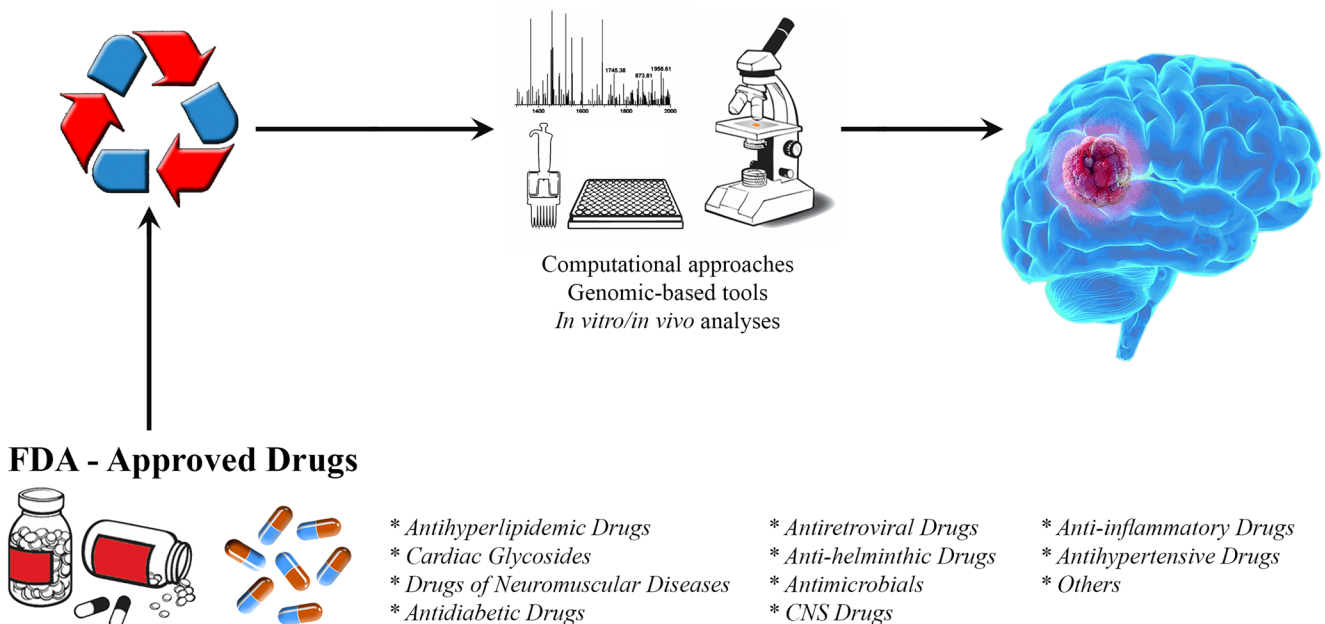 1745.38
873.81
1958.61
1400
1600
1800
2000
Computational approaches
Genomic-based tools
In vitro/in vivo analyses
FDA - Approved Drugs
* Antihyperlipidemic Drugs
* Cardiac Glycosides
* Drugs of Neuromuscular Diseases
* Antidiabetic Drugs
* Antiretroviral Drugs
* Anti-helminthic Drugs
* Antimicrobials
* CNS Drugs
* Anti-inflammatory Drugs
* Antihypertensive Drugs
* Others